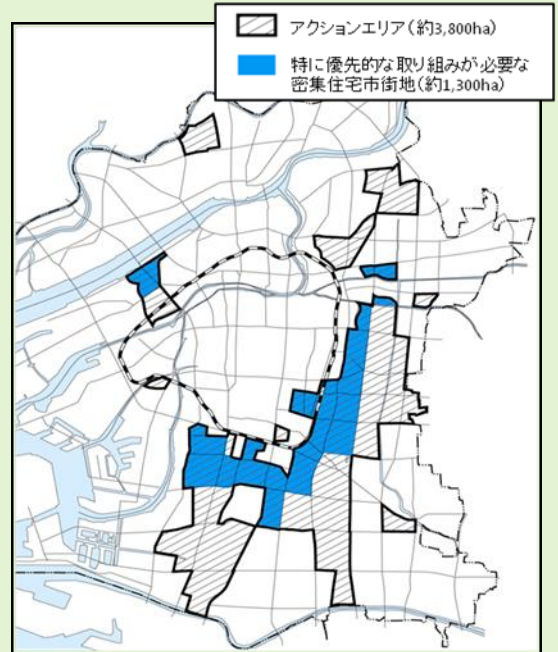 アクションエリア(約3,800ha)
特に優先的な取り組みが必要な
密集住宅市街地(約1,300ha)